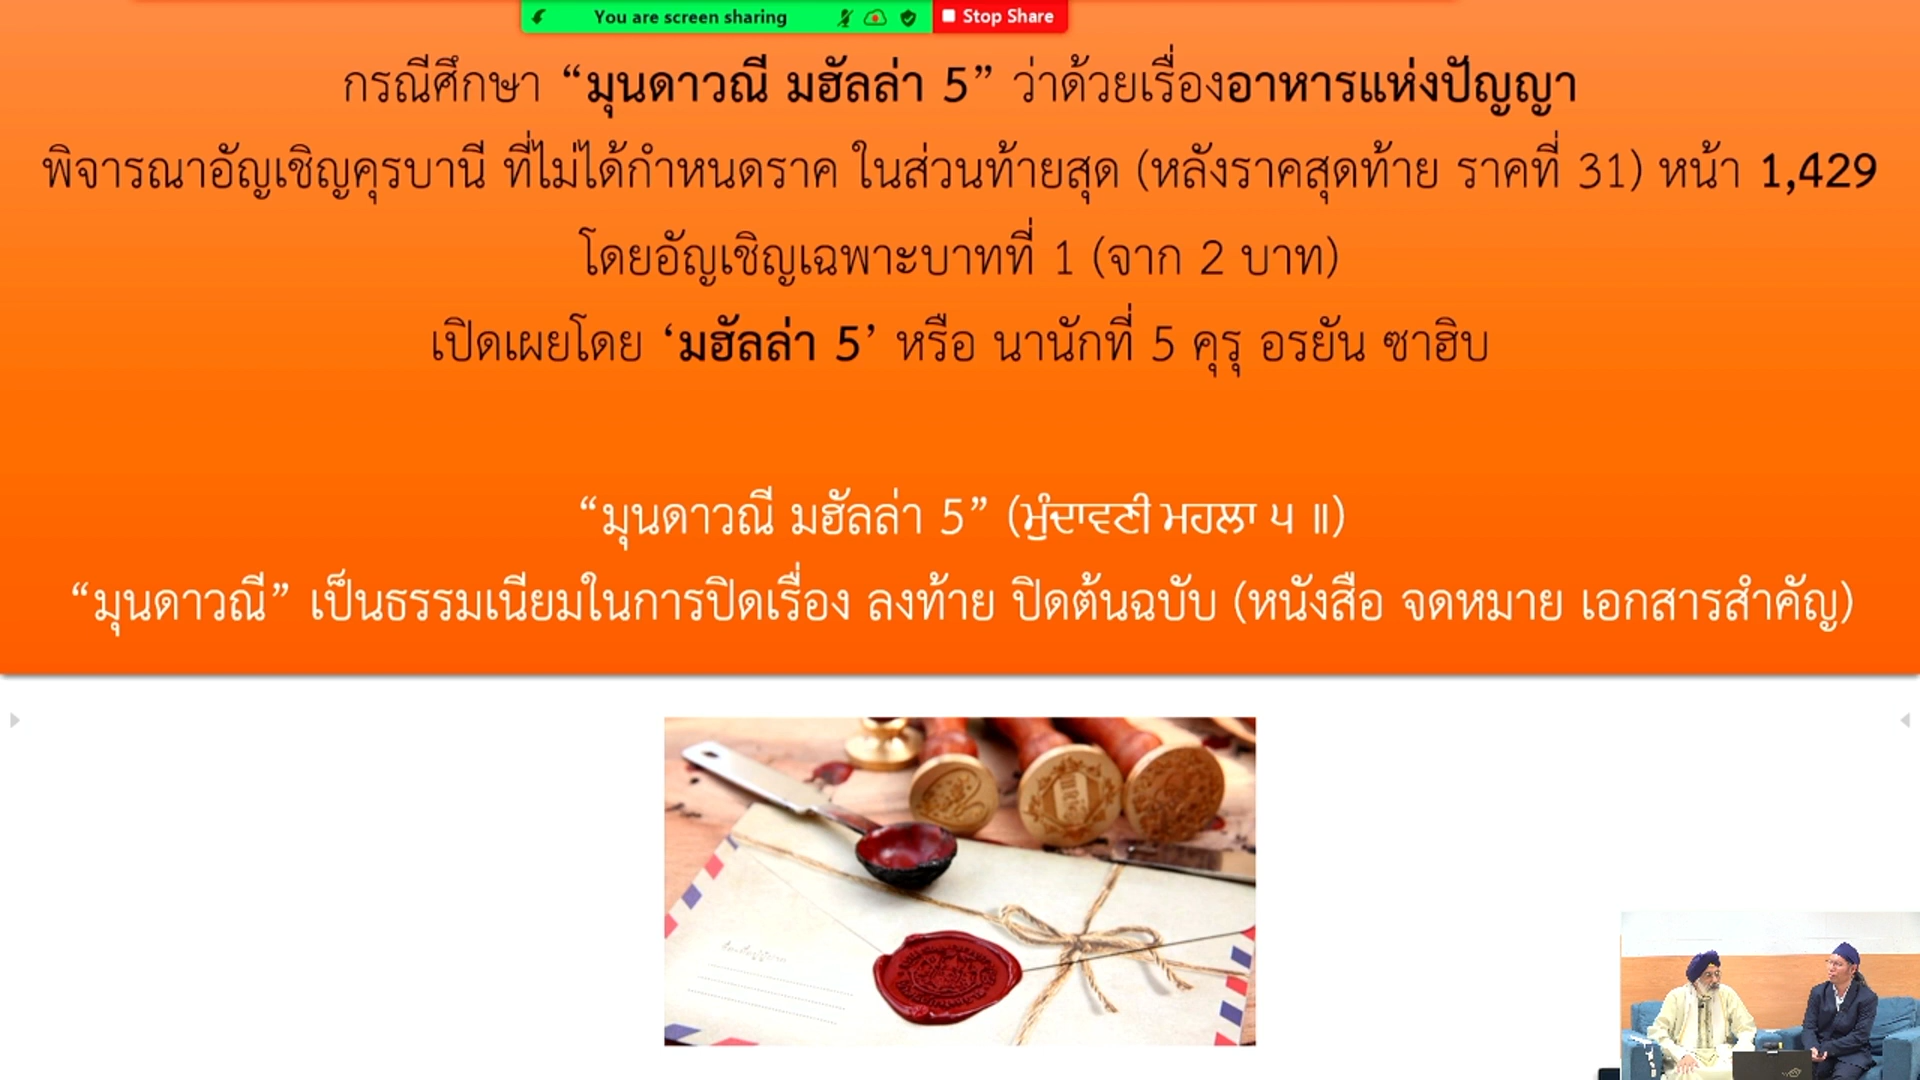 You are screen sharing
Stop Share
กรณีศึกษา “มุนดาวณี มฮัลล่า 5” ว่าด้วยเรื่องอาหารแห่งปัญญา
พิจารณาอัญเชิญคุรบานี ที่ไม่ได้กำหนดราค ในส่วนท้ายสุด (หลังราคสุดท้าย ราคที่ 31) หน้า 1,429
โดยอัญเชิญเฉพาะบาทที่ 1 (จาก 2 บาท)
เปิดเผยโดย ‘มฮัลล่า 5’ หรือ นานักที่ 5 คุรุ อรยัน ซาฮิบ
“มุนดาวณี มฮัลล่า 5” (ਮੁੰਦਾਵਣੀ ਮਹਲਾ ੫ ॥)
“มุนดาวณี” เป็นธรรมเนียมในการปิดเรื่อง ลงท้าย ปิดต้นฉบับ (หนังสือ จดหมาย เอกสารสำคัญ)